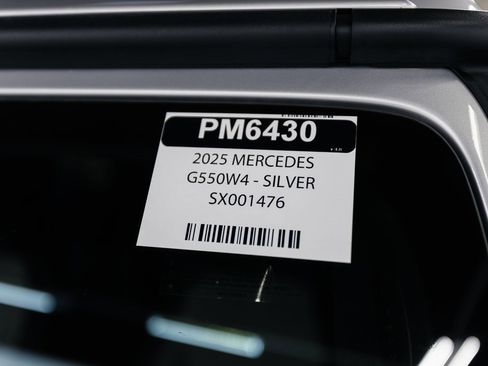 PM6430
2025 MERCEDES
G550W4 - SILVER
SX001476